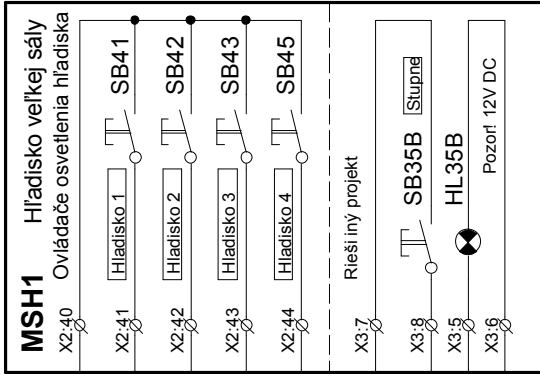 MSH1
Hľadisko veľkej sály
Ovládače osvetlenia hľadiska
X2:40
X2:41
Hladisko 1
SB41
X2:42
Hladisko 2
SB42
X2:43
Hladisko 3
SB43
X2:44
Hladisko 4
SB45
Rieši iný projekt
X3:7
X3:8
SB35B
Stupne
X3:5
HL35B
X3:6
Pozor! 12V DC